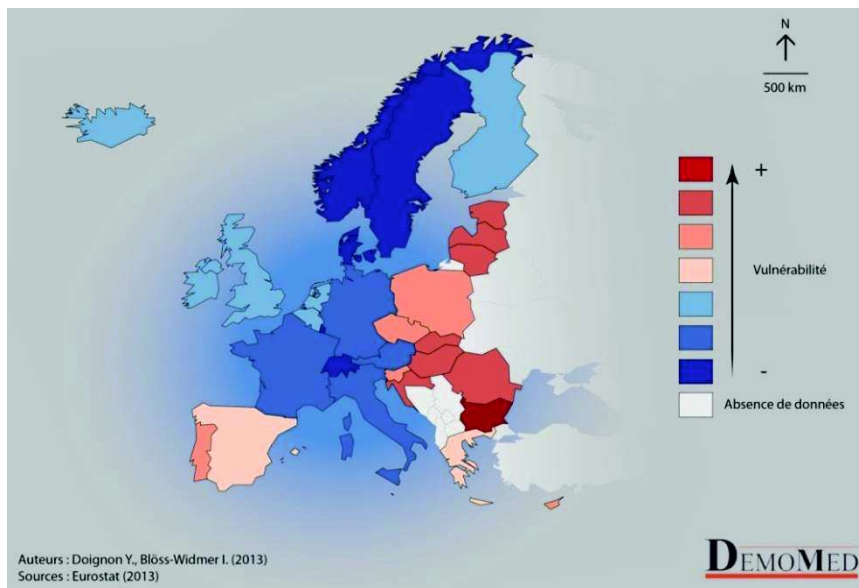 N
500 km
+
Vulnérabilité
-
Absence de données
Auteurs : Doignon Y., Blöss-Widmer I. (2013)
Sources : Eurostat (2013)
DEMOMED